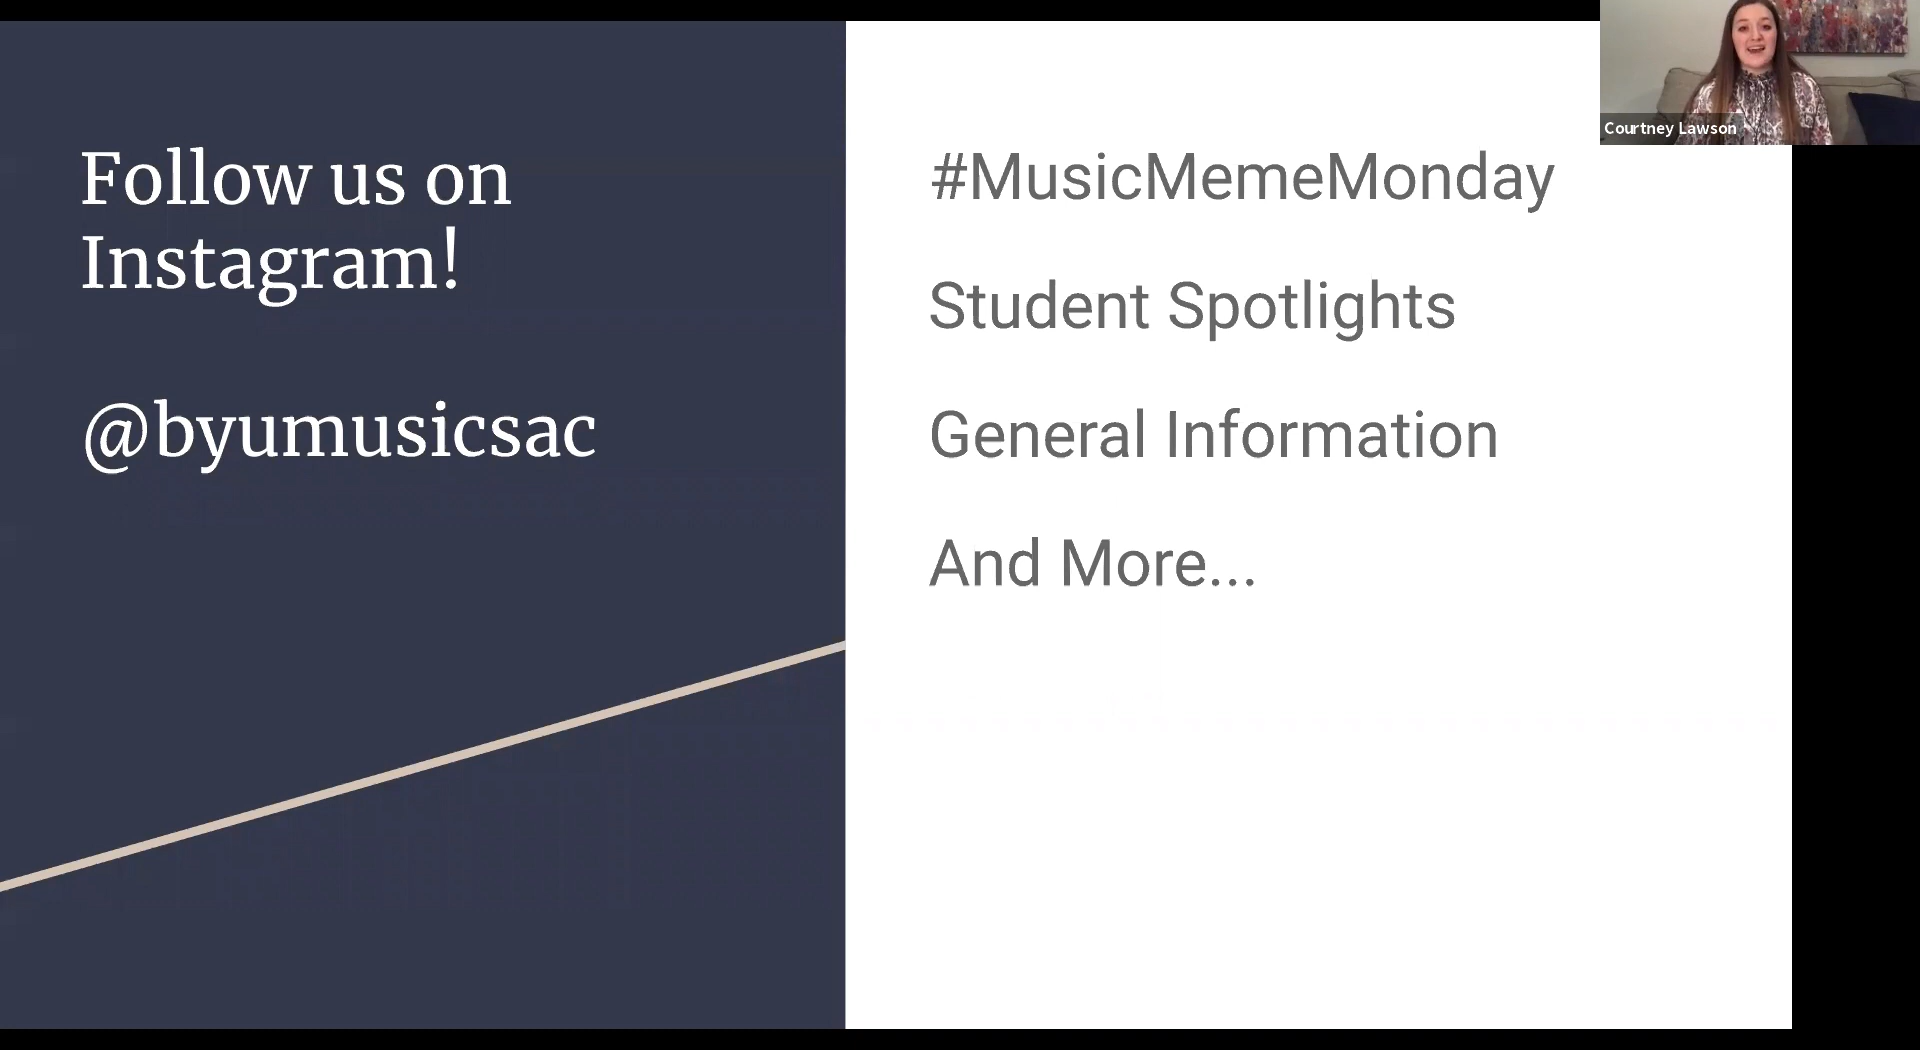 Follow us on
Instagram!
@byumusicsac
#MusicMemeMonday
Student Spotlights
General Information
And More...
Courtney Lawson